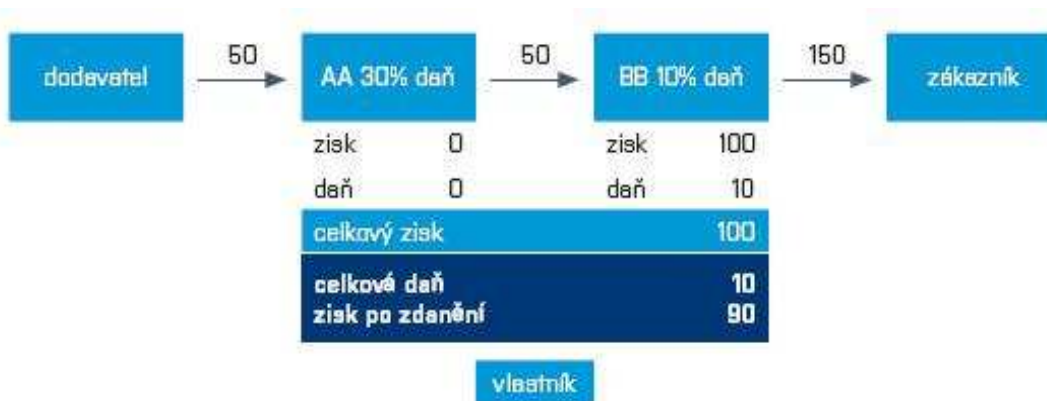 50 50 150
dodavatel AA 30% daň BB 10% daň zákazník
zisk 0 zisk 100
daň 0 daň 10
celkový zisk 100
celková daň 10
zisk po zdanění 90
vlastník